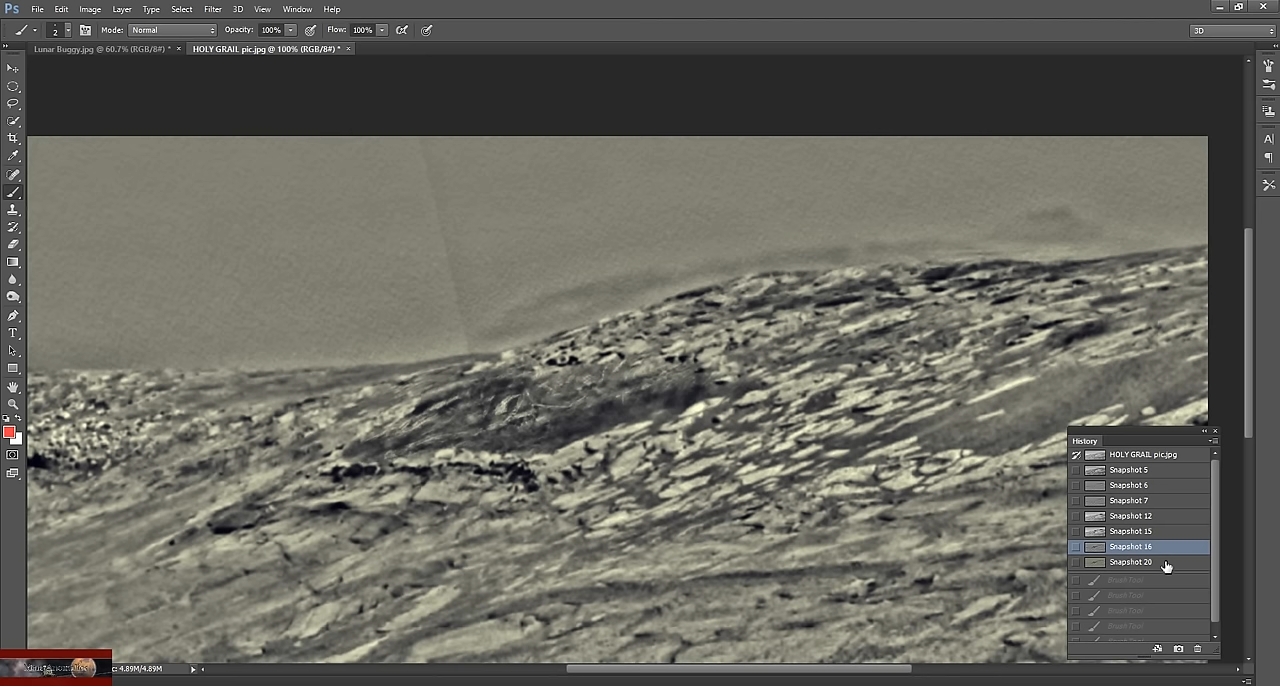 Ps File Edit Image Layer Type Select Filter 3D View Window Help
2 Mode: Normal Opacity: 100% Flow: 100% 3D
Lunar Buggy.jpg @ 60.7% (RGB/8#) * × HOLY GRAIL pic.jpg @ 100% (RGB/8#) * ×
History
HOLY GRAIL pic.jpg
Snapshot 5
Snapshot 6
Snapshot 7
Snapshot 12
Snapshot 15
Snapshot 16
Snapshot 20
Brush Tool
Brush Tool
Brush Tool
Brush Tool
c: 4.89M/4.89M